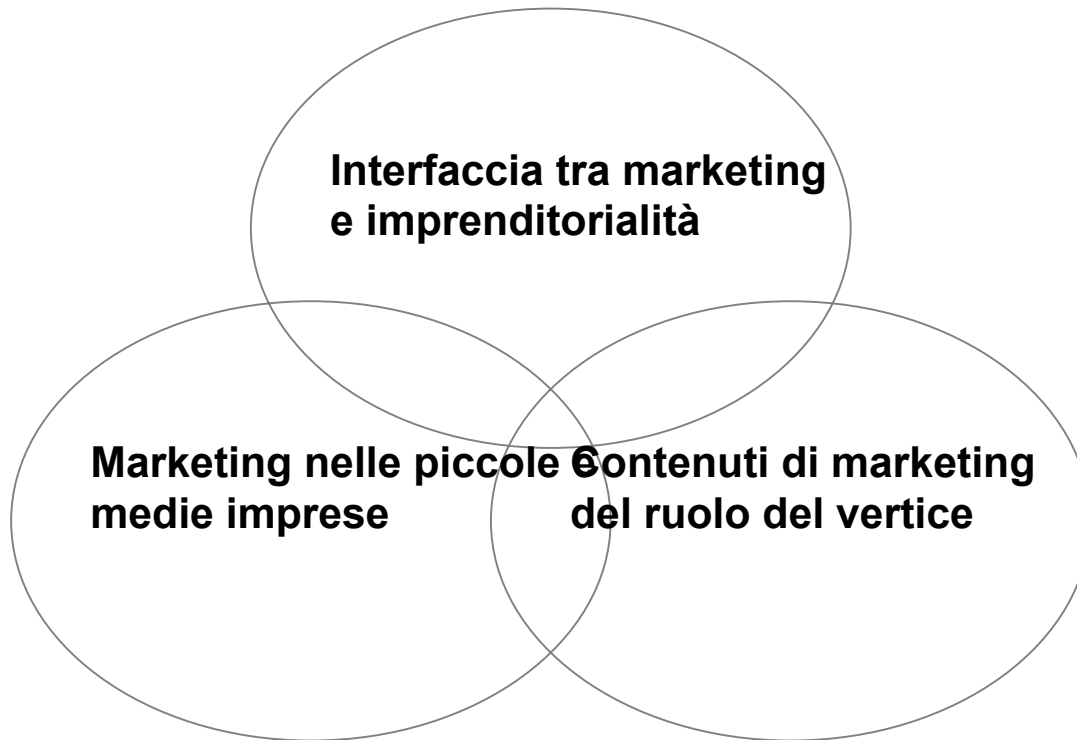 Interfaccia tra marketing
e imprenditorialità
Marketing nelle piccole e
medie imprese
Contenuti di marketing
del ruolo del vertice